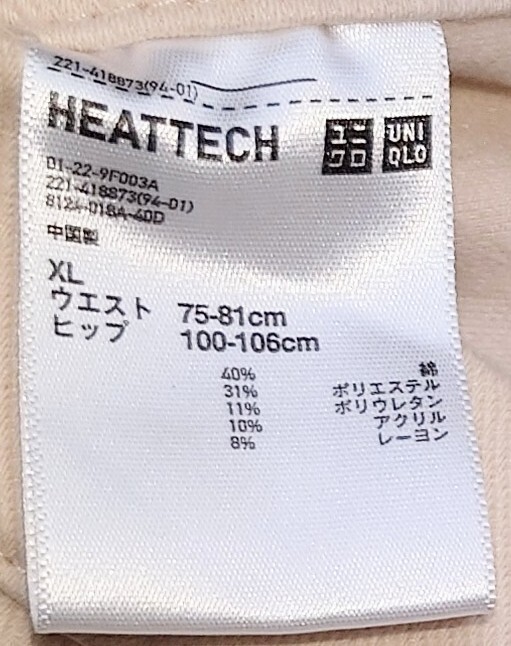 221-418873(94-01)
HEATTECH
ユニクロ
UNIQLO
01-22-9F003A
221-418873(94-01)
812A-018A-40D
中国製
XL
ウエスト 75-81cm
ヒップ 100-106cm
40% 綿
31% ポリエステル
11% ポリウレタン
10% アクリル
8% レーヨン